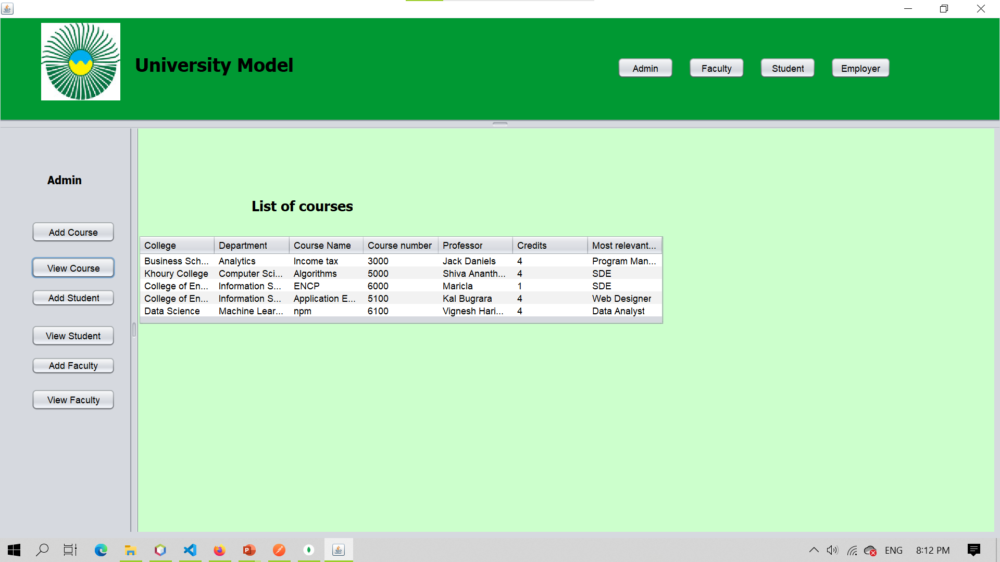 University Model
Admin Faculty Student Employer
Admin
Add Course
View Course
Add Student
View Student
Add Faculty
View Faculty
List of courses
College Department Course Name Course number Professor Credits Most relevant...
Business Sch... Analytics Income tax 3000 Jack Daniels 4 Program Man...
Khoury College Computer Sci... Algorithms 5000 Shiva Ananth... 4 SDE
College of En... Information S... ENCP 6000 Maricla 1 SDE
College of En... Information S... Application E... 5100 Kal Bugrara 4 Web Designer
Data Science Machine Lear... npm 6100 Vignesh Hari... 4 Data Analyst
ENG 8:12 PM